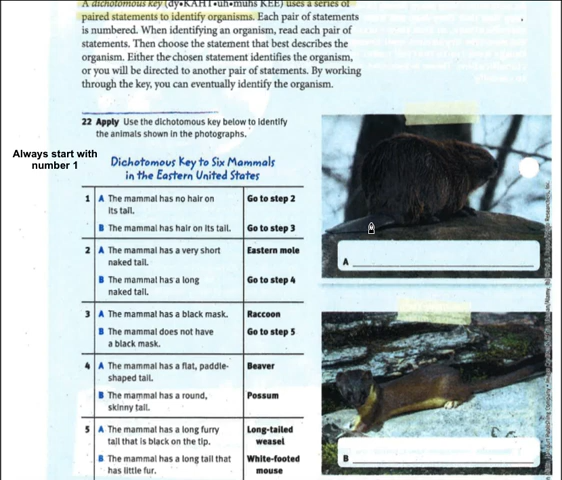 A dichotomous key (dy•KAHT•uh•muhs KEE) uses a series of
paired statements to identify organisms. Each pair of statements
is numbered. When identifying an organism, read each pair of
statements. Then choose the statement that best describes the
organism. Either the chosen statement identifies the organism,
or you will be directed to another pair of statements. By working
through the key, you can eventually identify the organism.
22 Apply Use the dichotomous key below to identify
the animals shown in the photographs.
Always start with
number 1
Dichotomous Key to Six Mammals
in the Eastern United States
1 A The mammal has no hair on Go to step 2
its tail.
B The mammal has hair on its tail. Go to step 3
2 A The mammal has a very short Eastern mole
naked tail.
B The mammal has a long Go to step 4
naked tail.
3 A The mammal has a black mask. Raccoon
B The mammal does not have Go to step 5
a black mask.
4 A The mammal has a flat, paddle- Beaver
shaped tail.
B The mammal has a round, Possum
skinny tail.
5 A The mammal has a long furry Long-tailed
tail that is black on the tip. weasel
B The mammal has a long tail that White-footed
has little fur. mouse
A
B